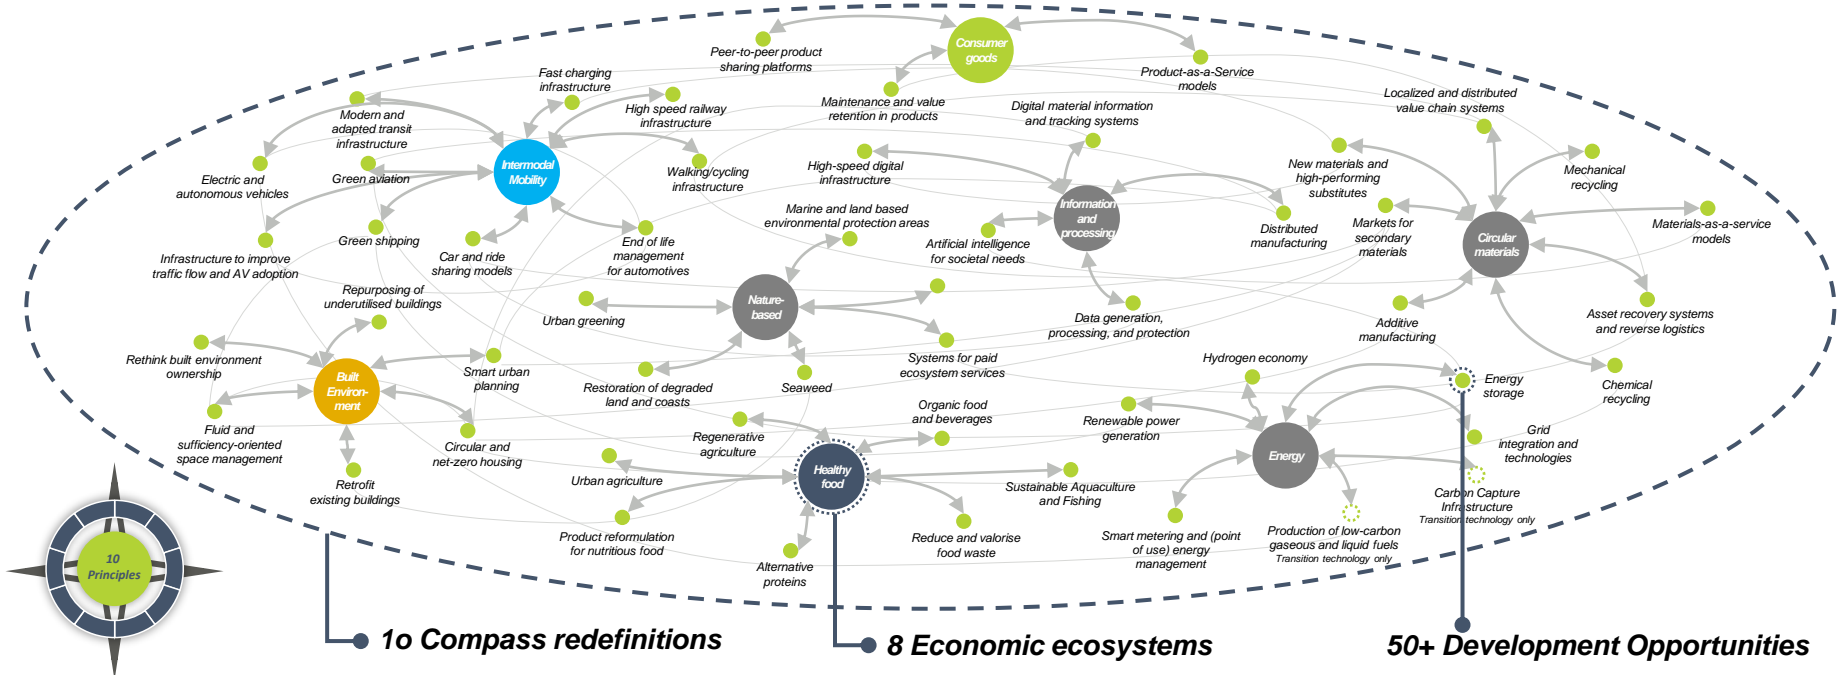 Consumer
goods
Peer-to-peer product
sharing platforms
Product-as-a-Service
models
Maintenance and value
retention in products
Fast charging
infrastructure
High speed railway
infrastructure
Modern and
adapted transit
infrastructure
Intermodal
Mobility
Walking/cycling
infrastructure
Electric and
autonomous vehicles
Green aviation
Green shipping
Infrastructure to improve
traffic flow and AV adoption
Car and ride
sharing models
End of life
management
for automotives
Digital material information
and tracking systems
High-speed digital
infrastructure
Information
and
processing
Artificial intelligence
for societal needs
Distributed
manufacturing
Data generation,
processing, and protection
Localized and distributed
value chain systems
New materials and
high-performing
substitutes
Mechanical
recycling
Markets for
secondary
materials
Circular
materials
Materials-as-a-service
models
Additive
manufacturing
Asset recovery systems
and reverse logistics
Chemical
recycling
Marine and land based
environmental protection areas
Nature-
based
Urban greening
Restoration of degraded
land and coasts
Seaweed
Systems for paid
ecosystem services
Repurposing of
underutilised buildings
Rethink built environment
ownership
Built
Environ-
ment
Smart urban
planning
Fluid and
sufficiency-oriented
space management
Circular and
net-zero housing
Retrofit
existing buildings
Regenerative
agriculture
Organic food
and beverages
Urban agriculture
Healthy
food
Sustainable Aquaculture
and Fishing
Product reformulation
for nutritious food
Alternative
proteins
Reduce and valorise
food waste
Hydrogen economy
Energy
storage
Renewable power
generation
Energy
Grid
integration and
technologies
Carbon Capture
Infrastructure
Transition technology only
Smart metering and (point
of use) energy
management
Production of low-carbon
gaseous and liquid fuels
Transition technology only
10
Principles
1o Compass redefinitions
8 Economic ecosystems
50+ Development Opportunities